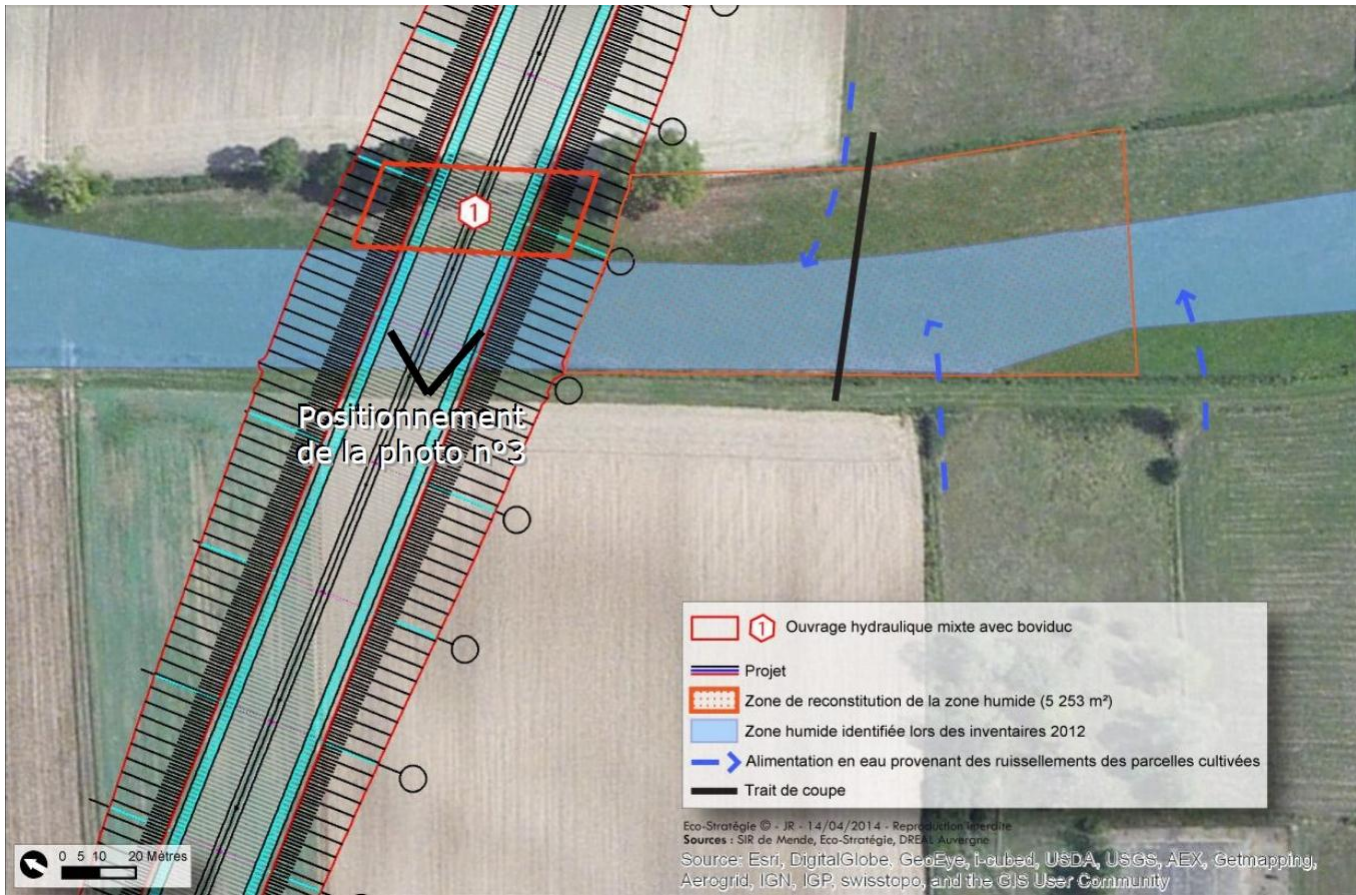 1
Positionnement
de la photo n°3
1 Ouvrage hydraulique mixte avec boviduc
Projet
Zone de reconstitution de la zone humide (5 253 m²)
Zone humide identifiée lors des inventaires 2012
Alimentation en eau provenant des ruissellements des parcelles cultivées
Trait de coupe
Eco-Stratégie © - JR - 14/04/2014 - Reproduction interdite
Sources : SIR de Mende, Eco-Stratégie, DREAL Auvergne
Source: Esri, DigitalGlobe, GeoEye, i-cubed, USDA, USGS, AEX, Getmapping,
Aerogrid, IGN, IGP, swisstopo, and the GIS User Community
0 5 10 20 Mètres